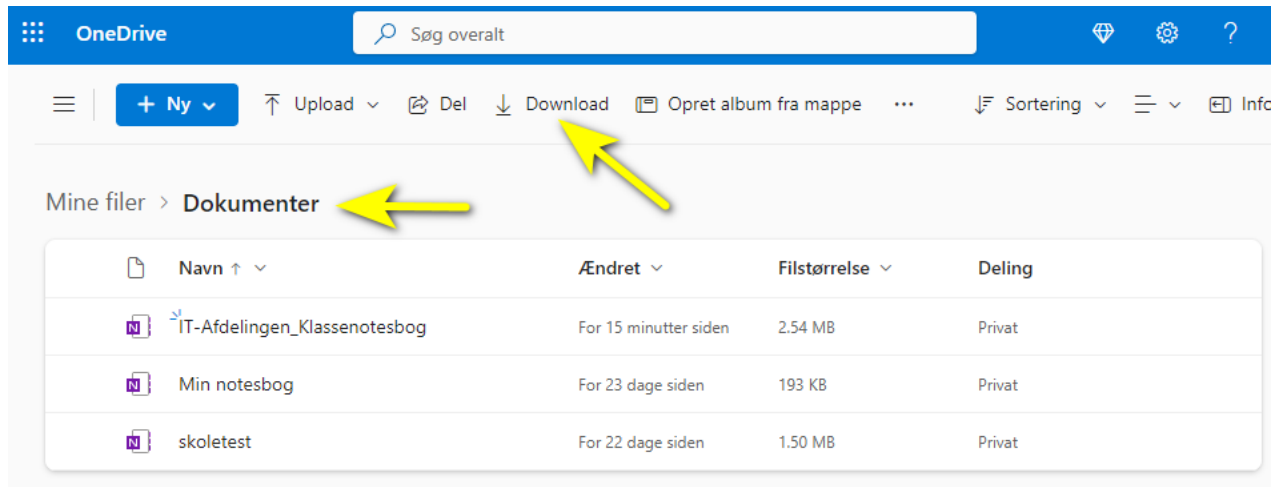 OneDrive Søg overalt
Ny Upload Del Download Opret album fra mappe ... Sortering Info
Mine filer > Dokumenter
Navn Ændret Filstørrelse Deling
IT-Afdelingen_Klassenotesbog For 15 minutter siden 2.54 MB Privat
Min notesbog For 23 dage siden 193 KB Privat
skoletest For 22 dage siden 1.50 MB Privat